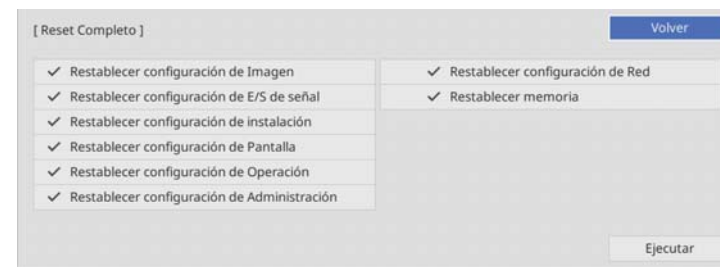 [ Reset Completo ]
Volver
Restablecer configuración de Imagen
Restablecer configuración de E/S de señal
Restablecer configuración de instalación
Restablecer configuración de Pantalla
Restablecer configuración de Operación
Restablecer configuración de Administración
Restablecer configuración de Red
Restablecer memoria
Ejecutar